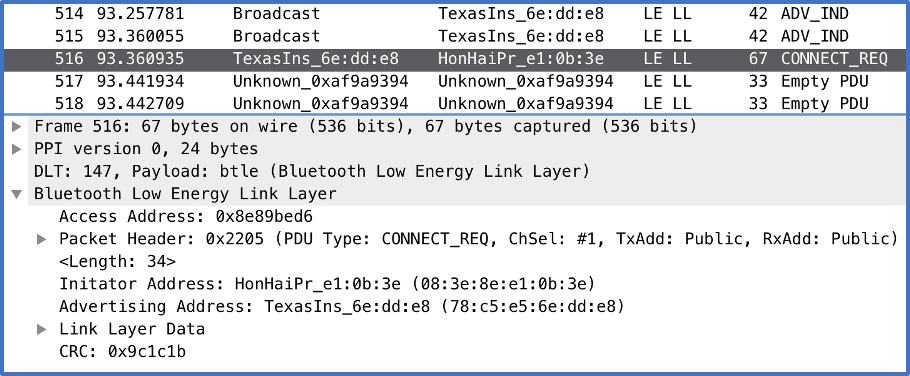 514 93.257781 Broadcast TexasIns_6e:dd:e8 LE LL 42 ADV_IND
515 93.360055 Broadcast TexasIns_6e:dd:e8 LE LL 42 ADV_IND
516 93.360935 TexasIns_6e:dd:e8 HonHaiPr_e1:0b:3e LE LL 67 CONNECT_REQ
517 93.441934 Unknown_0xaf9a9394 Unknown_0xaf9a9394 LE LL 33 Empty PDU
518 93.442709 Unknown_0xaf9a9394 Unknown_0xaf9a9394 LE LL 33 Empty PDU
Frame 516: 67 bytes on wire (536 bits), 67 bytes captured (536 bits)
PPI version 0, 24 bytes
DLT: 147, Payload: btle (Bluetooth Low Energy Link Layer)
Bluetooth Low Energy Link Layer
Access Address: 0x8e89bed6
Packet Header: 0x2205 (PDU Type: CONNECT_REQ, ChSel: #1, TxAdd: Public, RxAdd: Public)
<Length: 34>
Initator Address: HonHaiPr_e1:0b:3e (08:3e:8e:e1:0b:3e)
Advertising Address: TexasIns_6e:dd:e8 (78:c5:e5:6e:dd:e8)
Link Layer Data
CRC: 0x9c1c1b